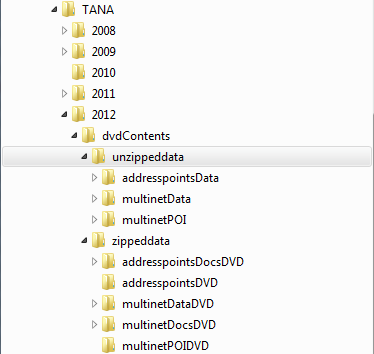 TANA
2008
2009
2010
2011
2012
dvdContents
unzippeddata
addresspointsData
multinetData
multinetPOI
zippeddata
addresspointsDocsDVD
addresspointsDVD
multinetDataDVD
multinetDocsDVD
multinetPOIDVD